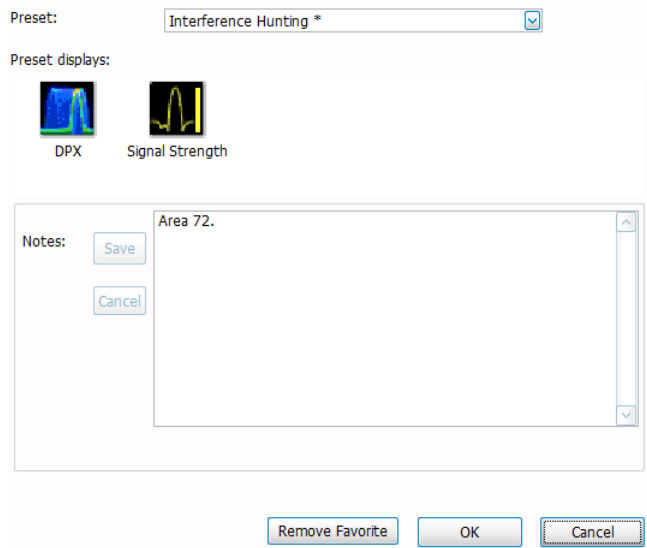 Preset:
Interference Hunting *
Preset displays:
DPX
Signal Strength
Notes:
Save
Cancel
Area 72.
Remove Favorite
OK
Cancel